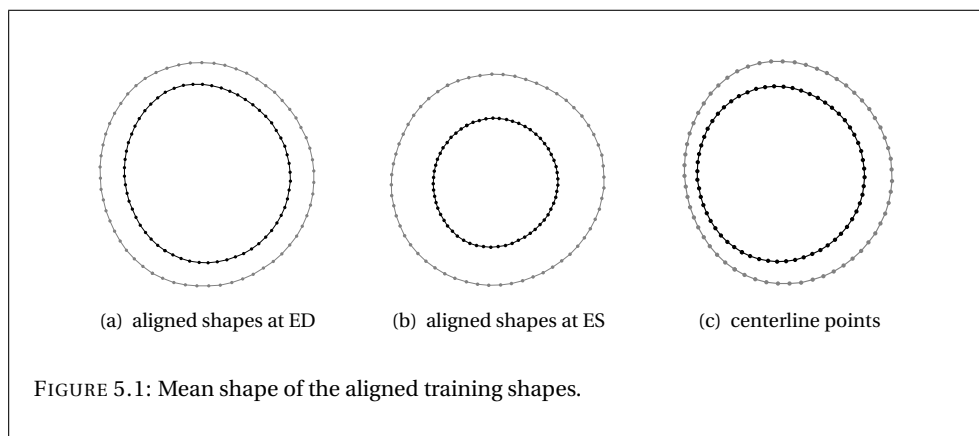 (a) aligned shapes at ED (b) aligned shapes at ES (c) centerline points
FIGURE 5.1: Mean shape of the aligned training shapes.